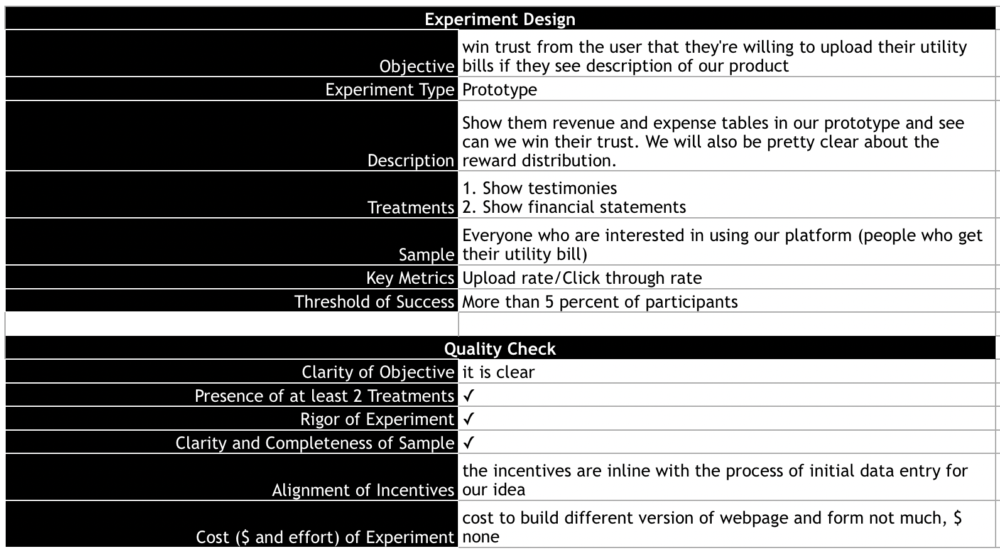 Experiment Design
Objective
win trust from the user that they're willing to upload their utility
bills if they see description of our product
Experiment Type
Prototype
Description
Show them revenue and expense tables in our prototype and see
can we win their trust. We will also be pretty clear about the
reward distribution.
Treatments
1. Show testimonies
2. Show financial statements
Sample
Everyone who are interested in using our platform (people who get
their utility bill)
Key Metrics
Upload rate/Click through rate
Threshold of Success
More than 5 percent of participants
Quality Check
Clarity of Objective
it is clear
Presence of at least 2 Treatments
✓
Rigor of Experiment
✓
Clarity and Completeness of Sample
✓
Alignment of Incentives
the incentives are inline with the process of initial data entry for
our idea
Cost ($ and effort) of Experiment
cost to build different version of webpage and form not much, $
none